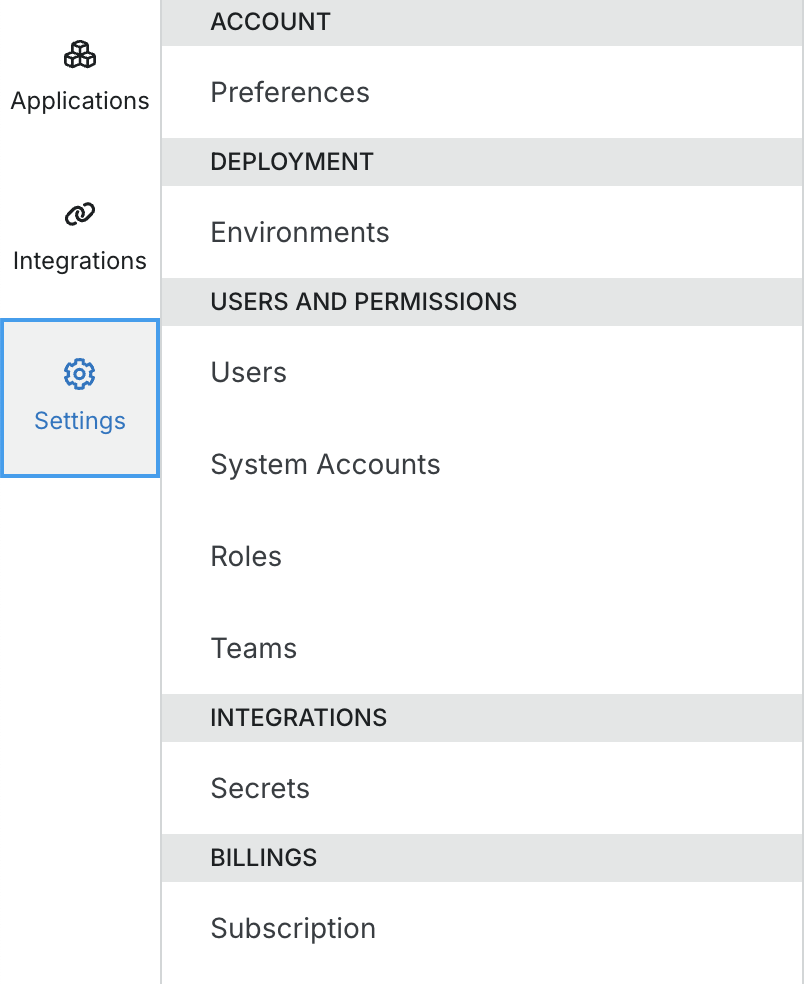 Applications
Integrations
Settings
ACCOUNT
Preferences
DEPLOYMENT
Environments
USERS AND PERMISSIONS
Users
System Accounts
Roles
Teams
INTEGRATIONS
Secrets
BILLINGS
Subscription